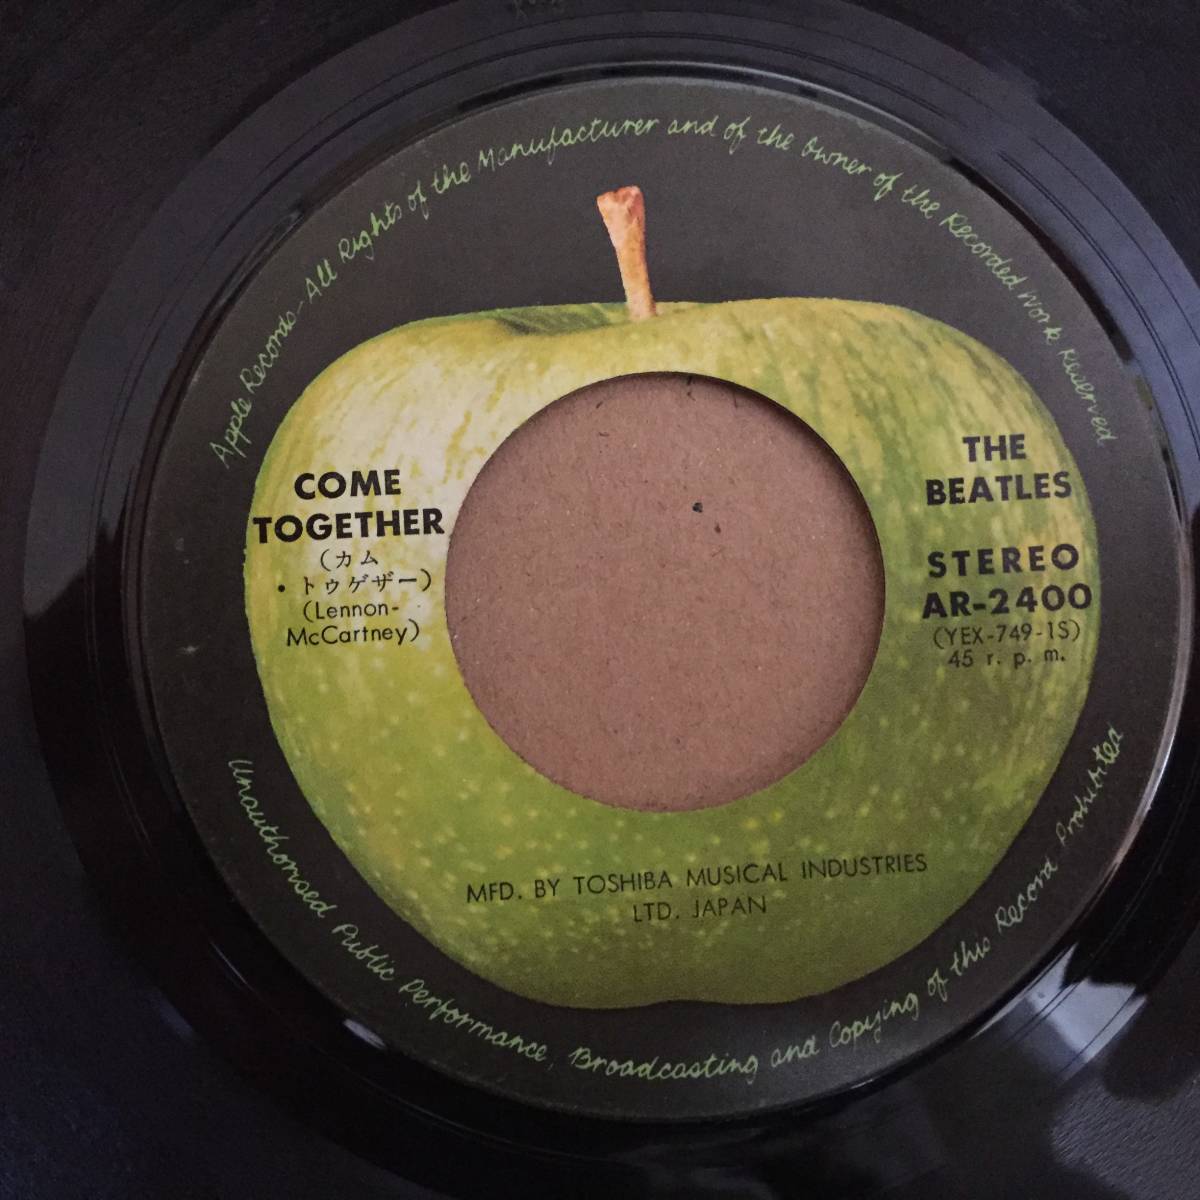 Apple Records-All Rights of the Manufacturer and of the Owner of the Recorded Work Reserved
COME
TOGETHER
(カム
・トゥゲザー)
(Lennon-
McCartney)
THE
BEATLES
STEREO
AR-2400
(YEX-749-1S)
45 r. p. m.
MFD. BY TOSHIBA MUSICAL INDUSTRIES
LTD. JAPAN
Unauthorised Public Performance, Broadcasting and Copying of this Record Prohibited